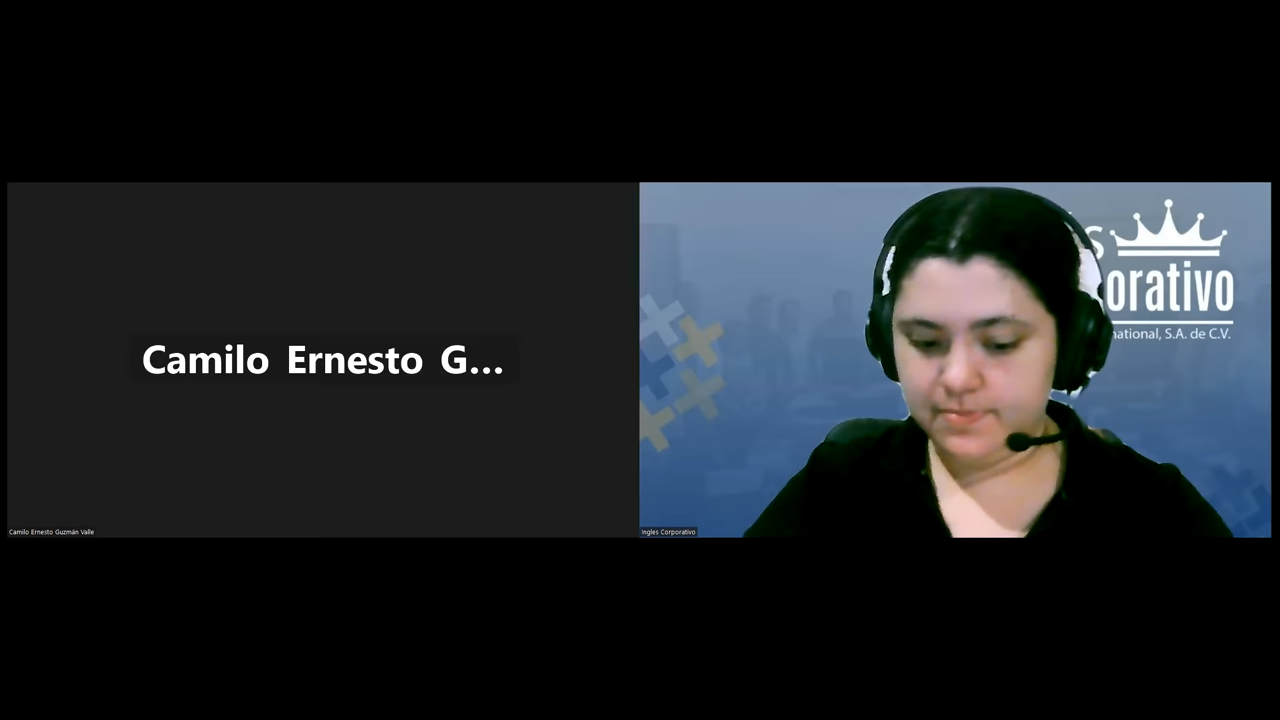 Camilo Ernesto G...
Camilo Ernesto Guzmán Valle
s
orativo
national, S.A. de C.V.
Ingles Corporativo